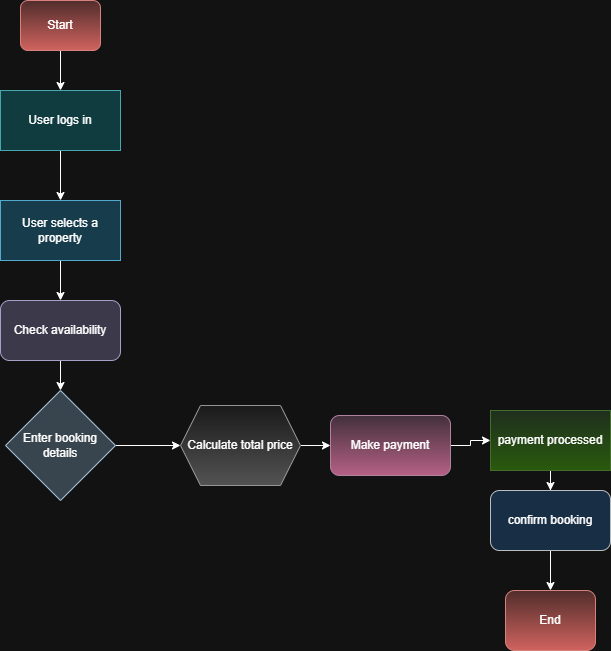 Start
User logs in
User selects a
property
Check availability
Enter booking
details
Calculate total price
Make payment
payment processed
confirm booking
End